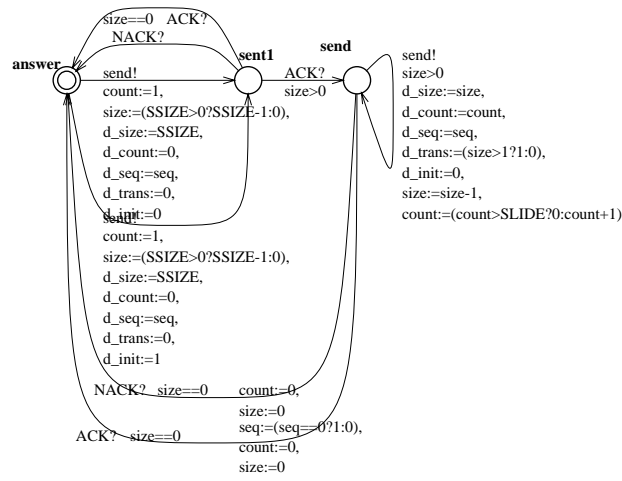 size==0 ACK?
NACK?
answer
sent1
send
send!
count:=1,
size:=(SSIZE>0?SSIZE-1:0),
d_size:=SSIZE,
d_count:=0,
d_seq:=seq,
d_trans:=0,
d_init:=0
ACK?
size>0
send!
size>0
d_size:=size,
d_count:=count,
d_seq:=seq,
d_trans:=(size>1?1:0),
d_init:=0,
size:=size-1,
count:=(count>SLIDE?0:count+1)
send!
count:=1,
size:=(SSIZE>0?SSIZE-1:0),
d_size:=SSIZE,
d_count:=0,
d_seq:=seq,
d_trans:=0,
d_init:=1
NACK? size==0
count:=0,
size:=0
ACK? size==0
seq:=(seq==0?1:0),
count:=0,
size:=0